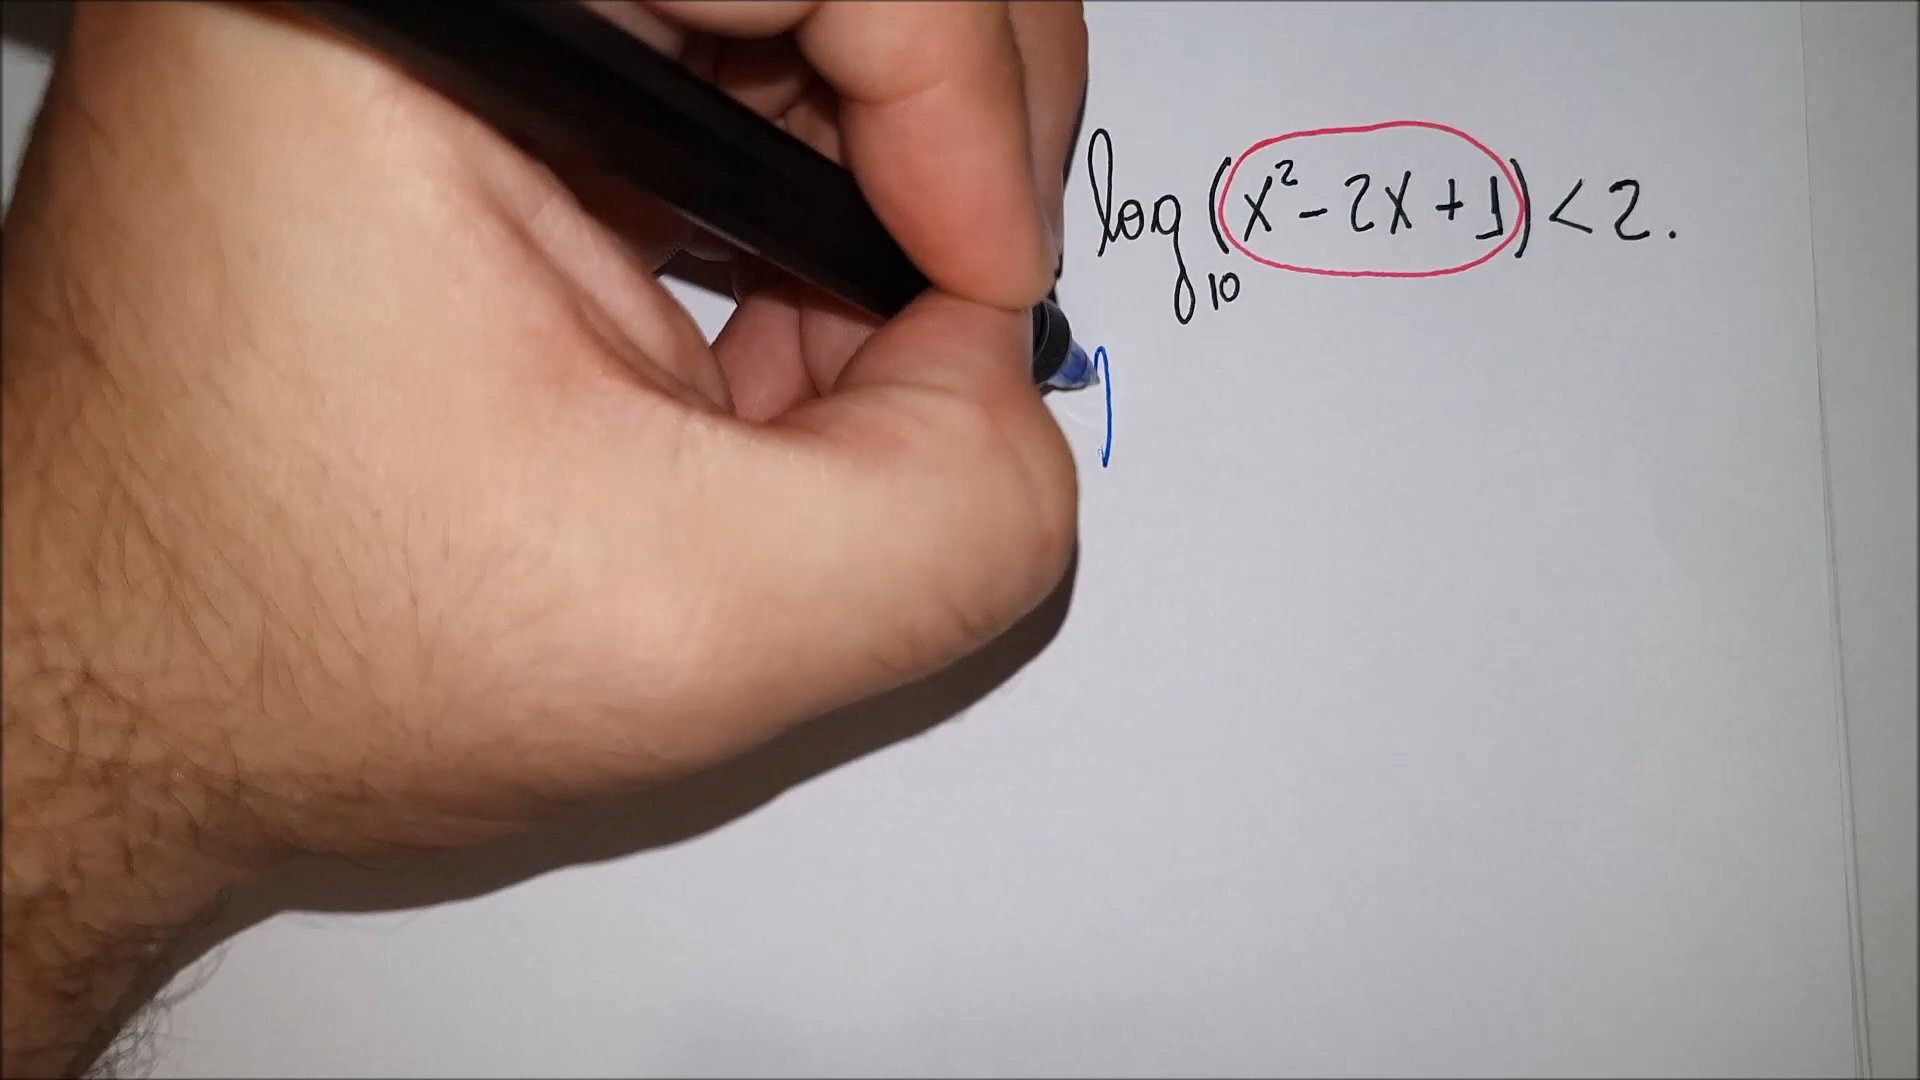 log₁₀(x² - 2x + 1) < 2.